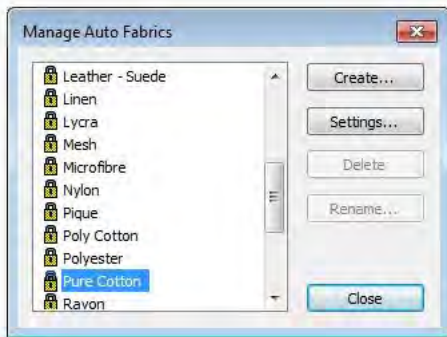 Manage Auto Fabrics
Leather - Suede
Linen
Lycra
Mesh
Microfibre
Nylon
Pique
Poly Cotton
Polyester
Pure Cotton
Rayon
Create...
Settings...
Delete
Rename...
Close